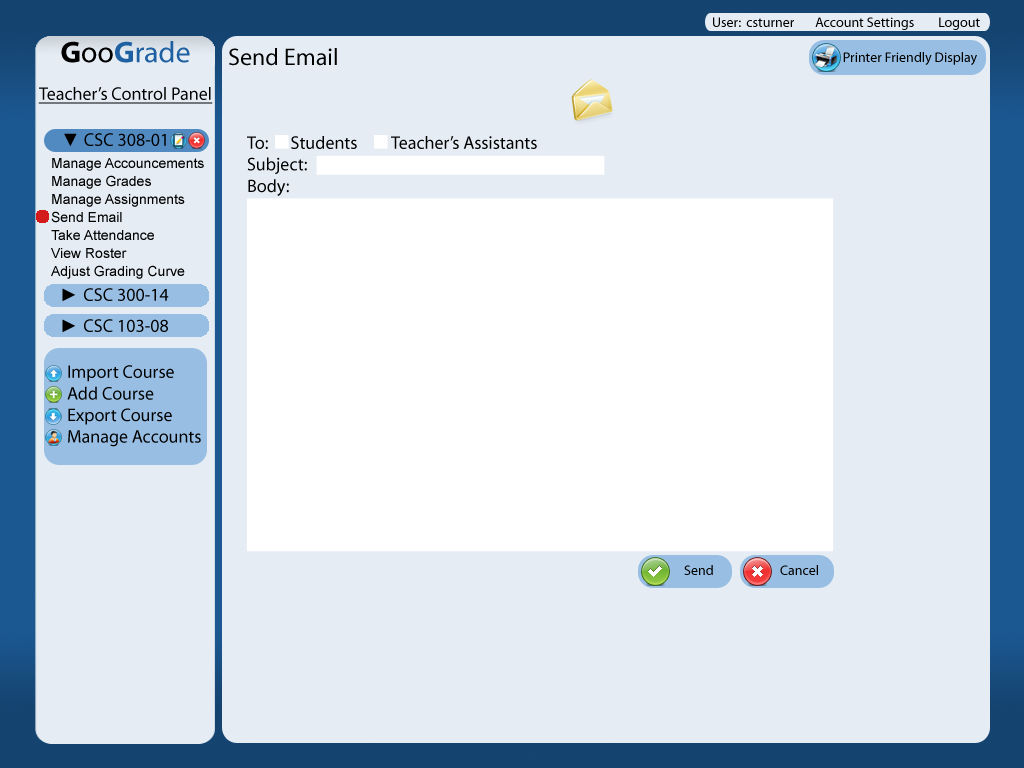 User: csturner Account Settings Logout
GooGrade
Teacher's Control Panel
▼ CSC 308-01
Manage Accouncements
Manage Grades
Manage Assignments
Send Email
Take Attendance
View Roster
Adjust Grading Curve
► CSC 300-14
► CSC 103-08
Import Course
Add Course
Export Course
Manage Accounts
Send Email
Printer Friendly Display
To: Students Teacher's Assistants
Subject:
Body:
Send Cancel